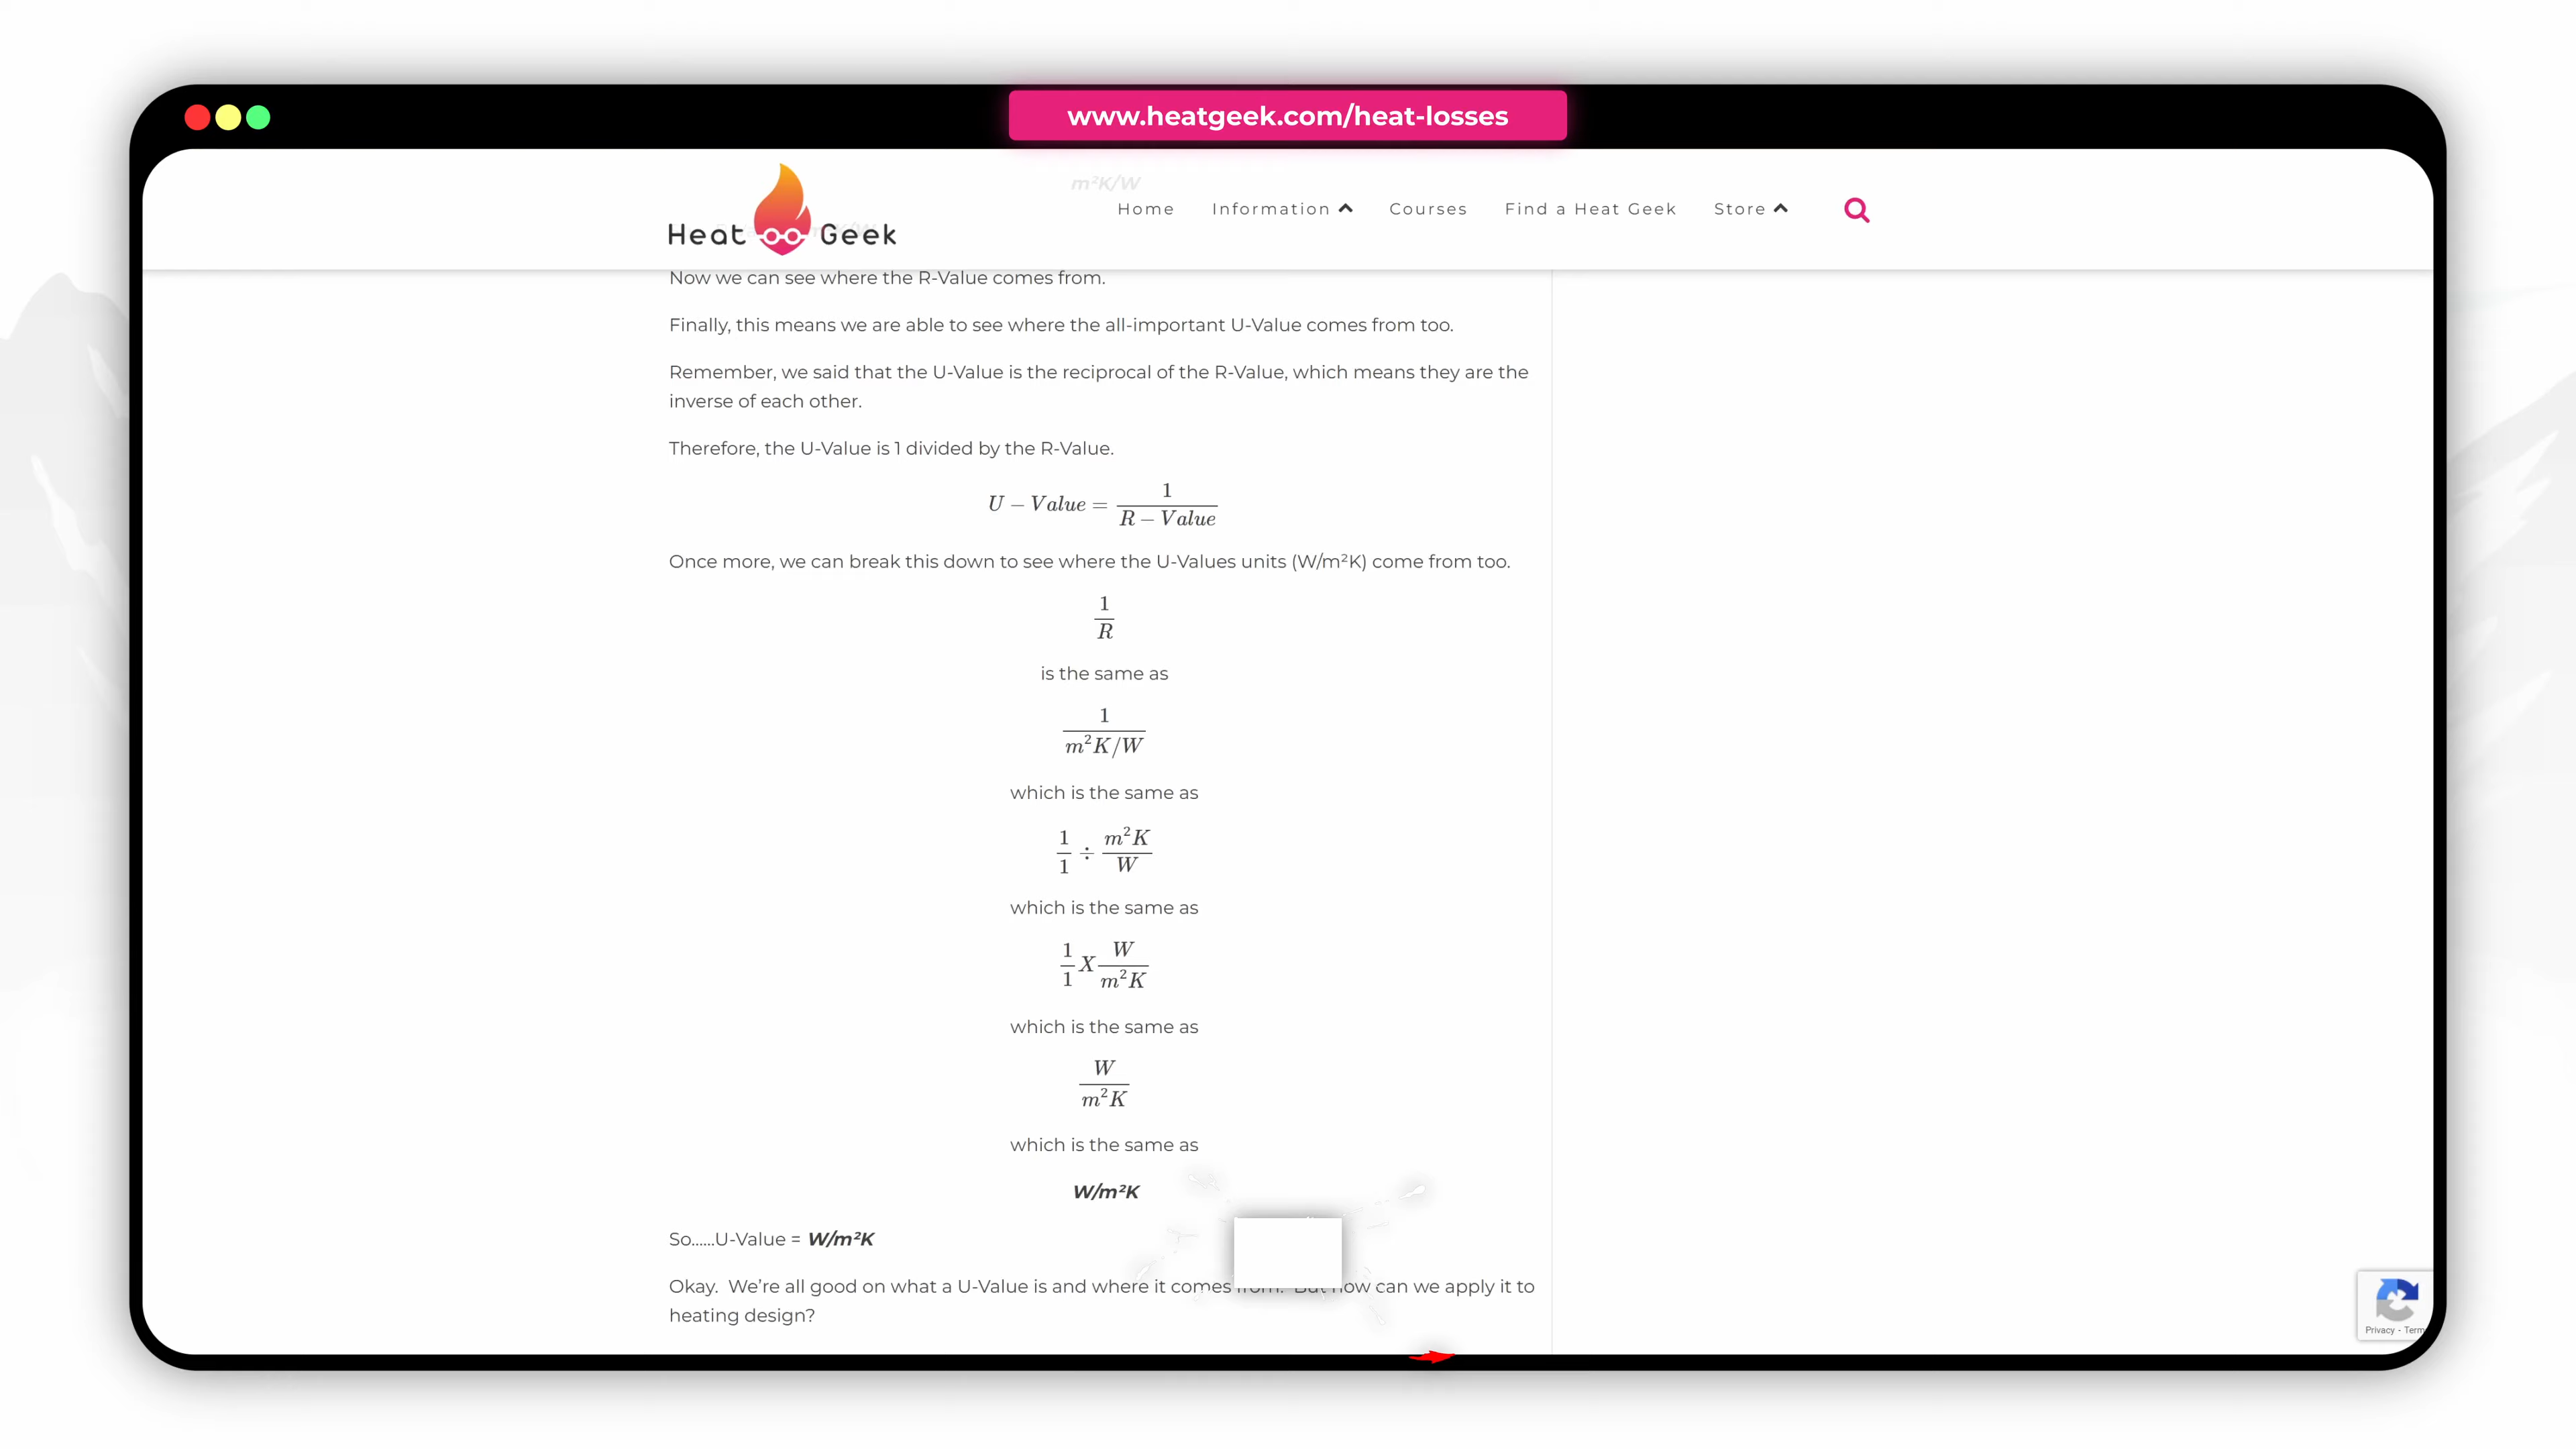 www.heatgeek.com/heat-losses
m²K/W
Heat Geek
Home Information Courses Find a Heat Geek Store
Now we can see where the R-Value comes from.
Finally, this means we are able to see where the all-important U-Value comes from too.
Remember, we said that the U-Value is the reciprocal of the R-Value, which means they are the
inverse of each other.
Therefore, the U-Value is 1 divided by the R-Value.
U − Value = 1 / R − Value
Once more, we can break this down to see where the U-Values units (W/m²K) come from too.
1
R
is the same as
1
m²K/W
which is the same as
1/1 ÷ m²K/W
which is the same as
1/1 X W/m²K
which is the same as
W
m²K
which is the same as
W/m²K
So......U-Value = W/m²K
Okay. We're all good on what a U-Value is and where it comes can we apply it to
heating design?
Privacy - Term